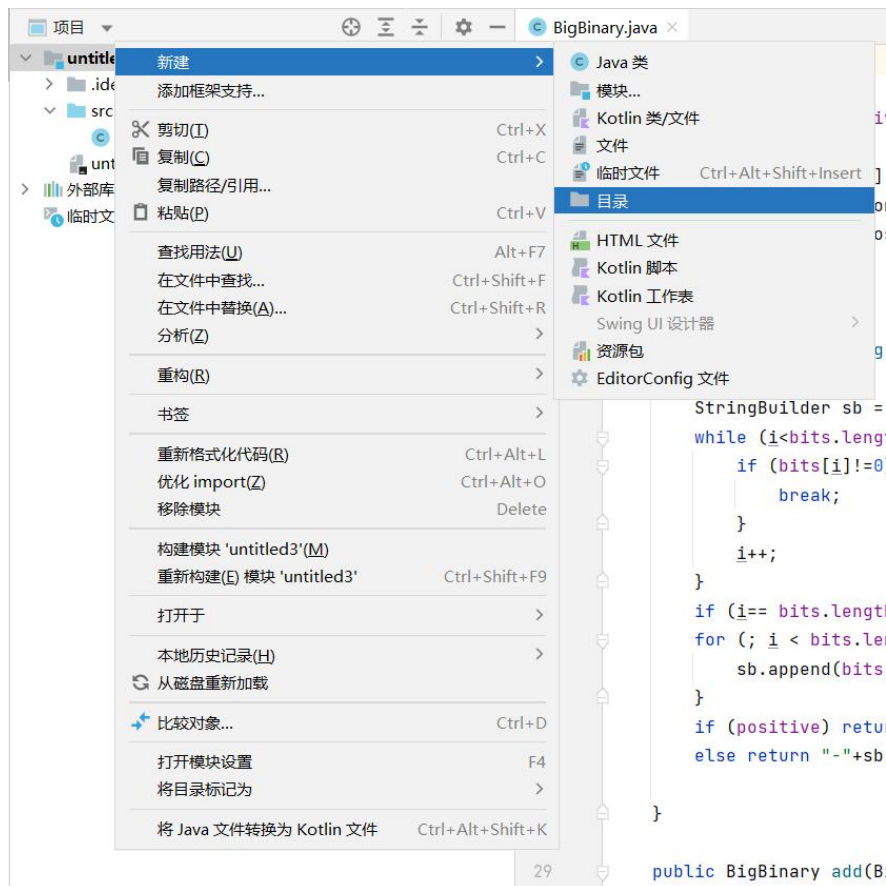 项目
BigBinary.java
untitle
.ide
src
unt
外部库
临时文
新建
添加框架支持...
剪切(T) Ctrl+X
复制(C) Ctrl+C
复制路径/引用...
粘贴(P) Ctrl+V
查找用法(U) Alt+F7
在文件中查找... Ctrl+Shift+F
在文件中替换(A)... Ctrl+Shift+R
分析(Z)
重构(R)
书签
重新格式化代码(R) Ctrl+Alt+L
优化 import(Z) Ctrl+Alt+O
移除模块 Delete
构建模块 'untitled3'(M)
重新构建(E) 模块 'untitled3' Ctrl+Shift+F9
打开于
本地历史记录(H)
从磁盘重新加载
比较对象... Ctrl+D
打开模块设置 F4
将目录标记为
将 Java 文件转换为 Kotlin 文件 Ctrl+Alt+Shift+K
Java 类
模块...
Kotlin 类/文件
文件
临时文件 Ctrl+Alt+Shift+Insert
目录
HTML 文件
Kotlin 脚本
Kotlin 工作表
Swing UI 设计器
资源包
EditorConfig 文件
StringBuilder sb =
while (i<bits.leng
if (bits[i]!=0
break;
}
i++;
}
if (i== bits.length
for (; i < bits.le
sb.append(bits
}
if (positive) retu
else return "-"+sb
}
29 public BigBinary add(Bi